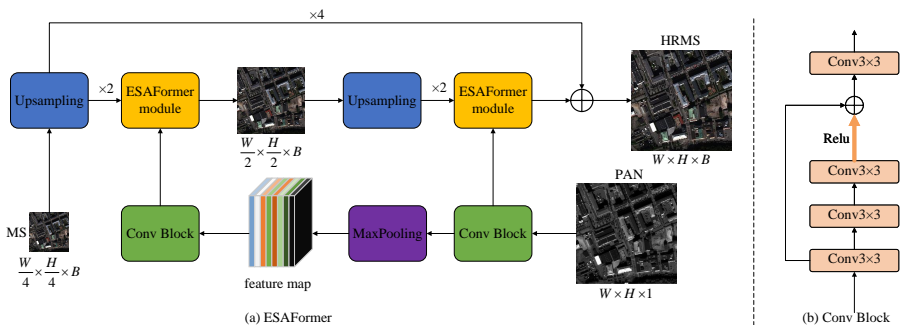 ×4
HRMS
Upsampling
×2
ESAFormer
module
Upsampling
×2
ESAFormer
module
W/2 × H/2 × B
W × H × B
PAN
MS
W/4 × H/4 × B
Conv Block
feature map
MaxPooling
Conv Block
W × H × 1
(a) ESAFormer
Conv3×3
Relu
Conv3×3
Conv3×3
Conv3×3
(b) Conv Block